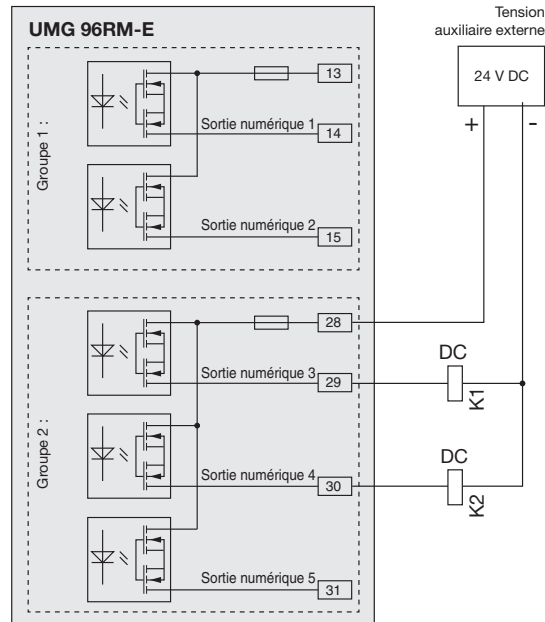 Tension
auxiliaire externe
UMG 96RM-E
24 V DC
+ -
Groupe 1 :
13
Sortie numérique 1
14
Sortie numérique 2
15
Groupe 2 :
28
DC
Sortie numérique 3
29
K1
DC
Sortie numérique 4
30
K2
Sortie numérique 5
31